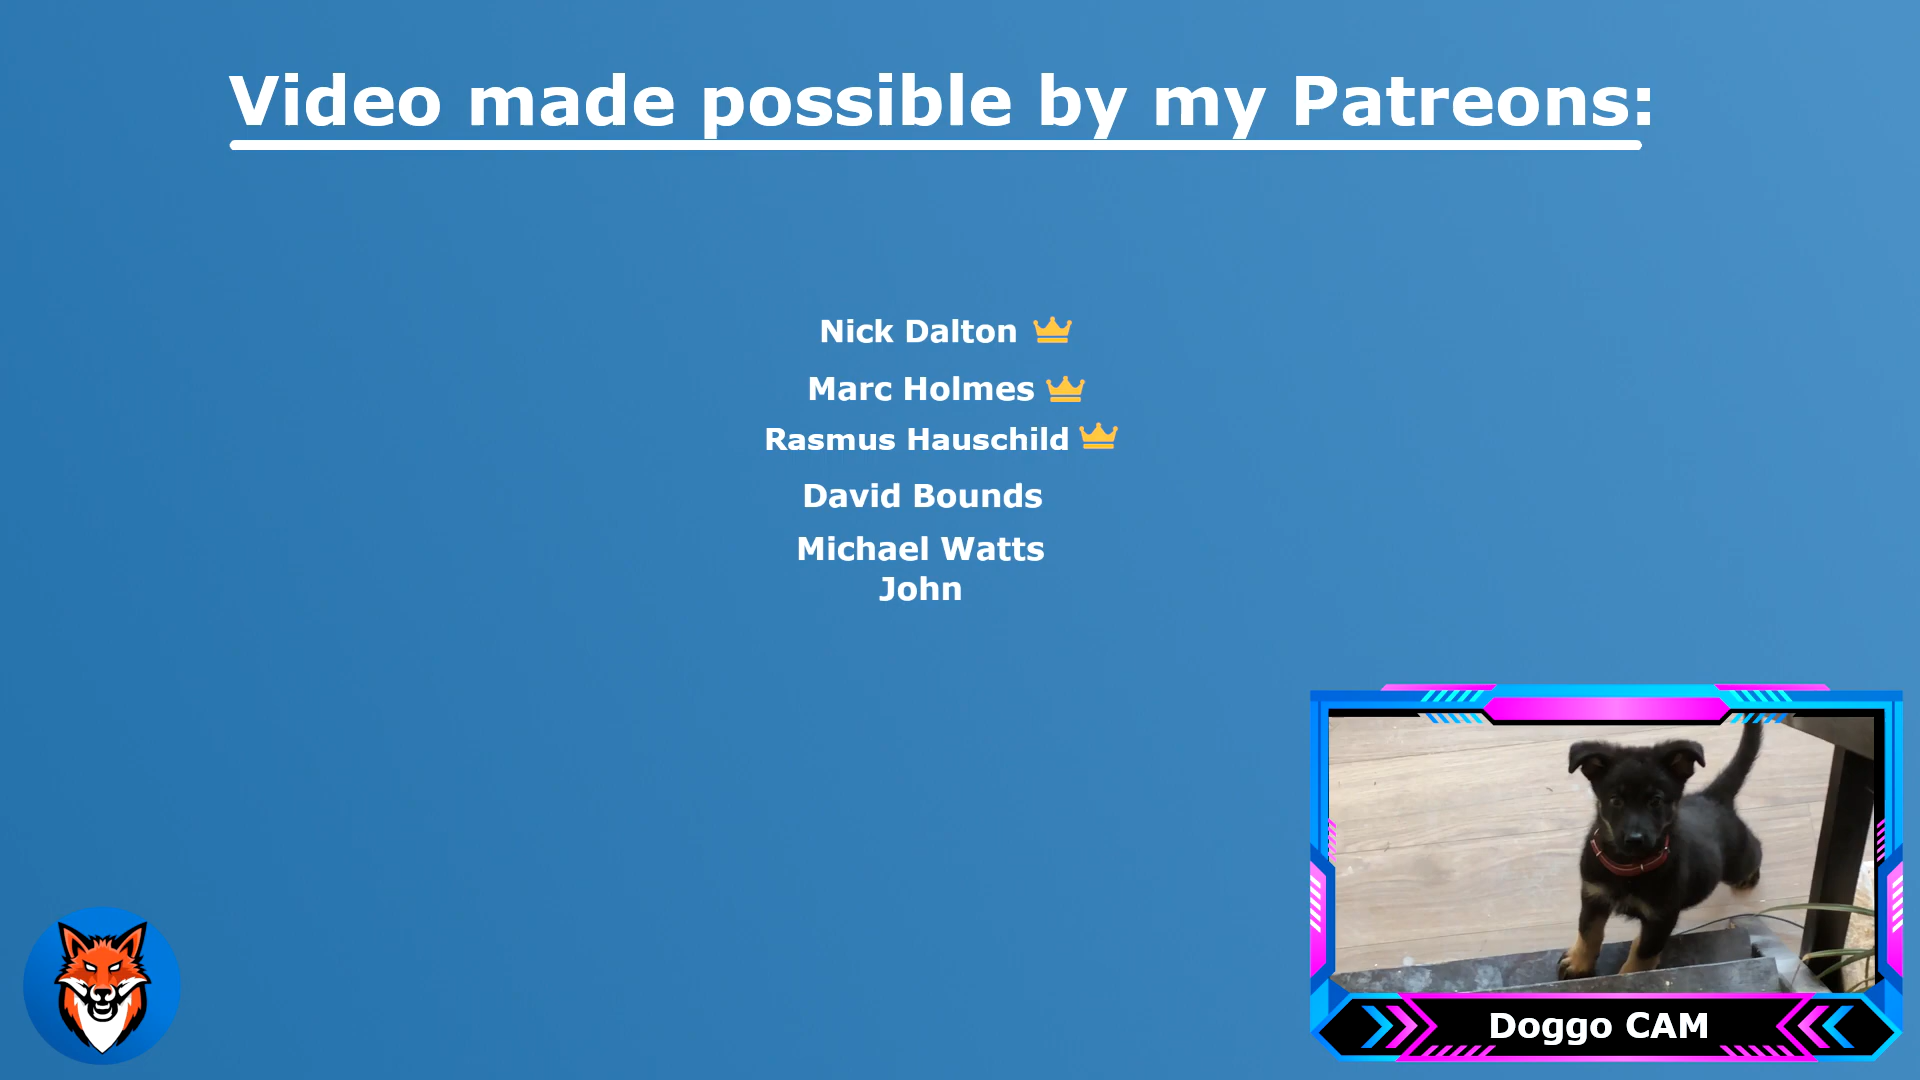 Video made possible by my Patreons:
Nick Dalton
Marc Holmes
Rasmus Hauschild
David Bounds
Michael Watts
John
Doggo CAM